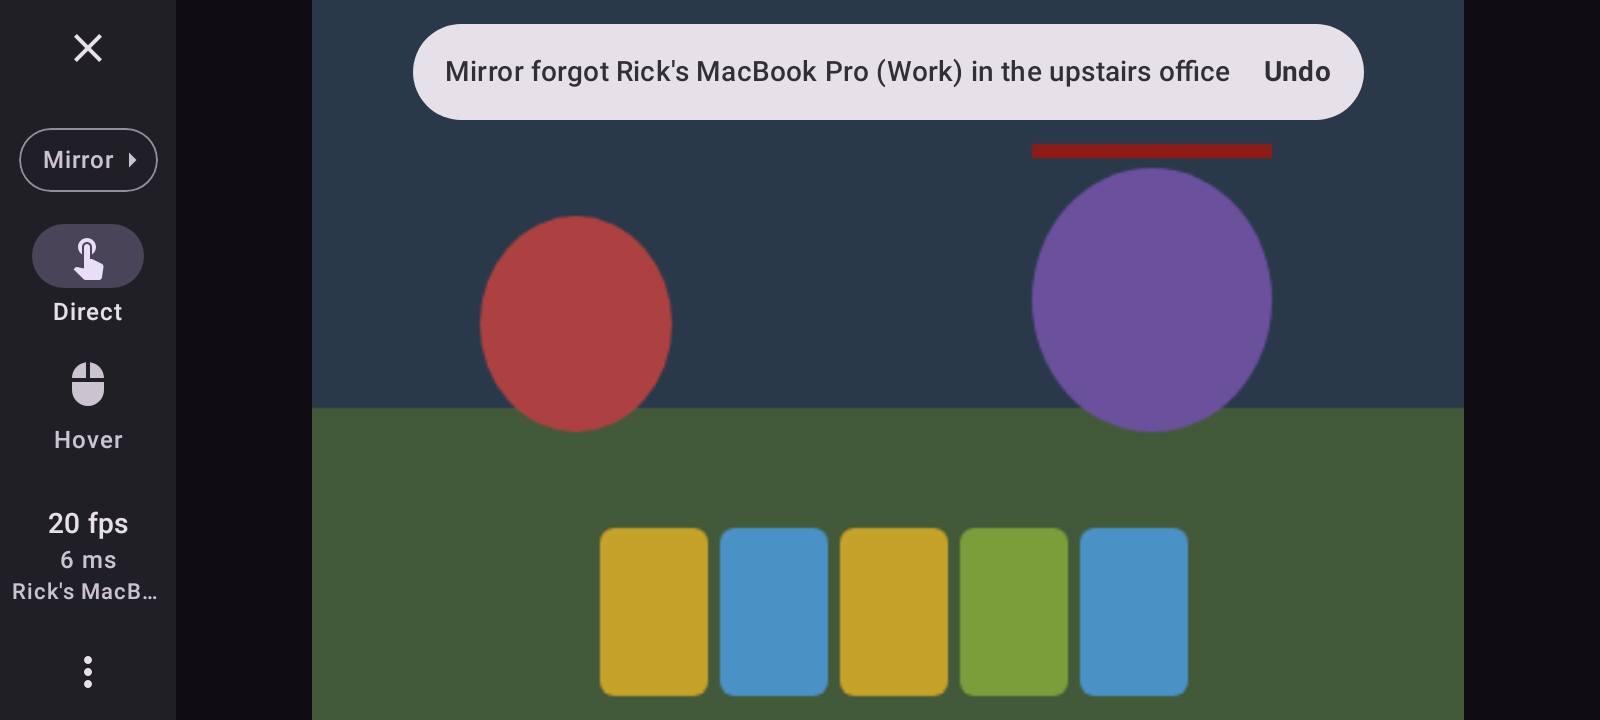 Mirror forgot Rick's MacBook Pro (Work) in the upstairs office Undo
Mirror
Direct
Hover
20 fps
6 ms
Rick's MacB…